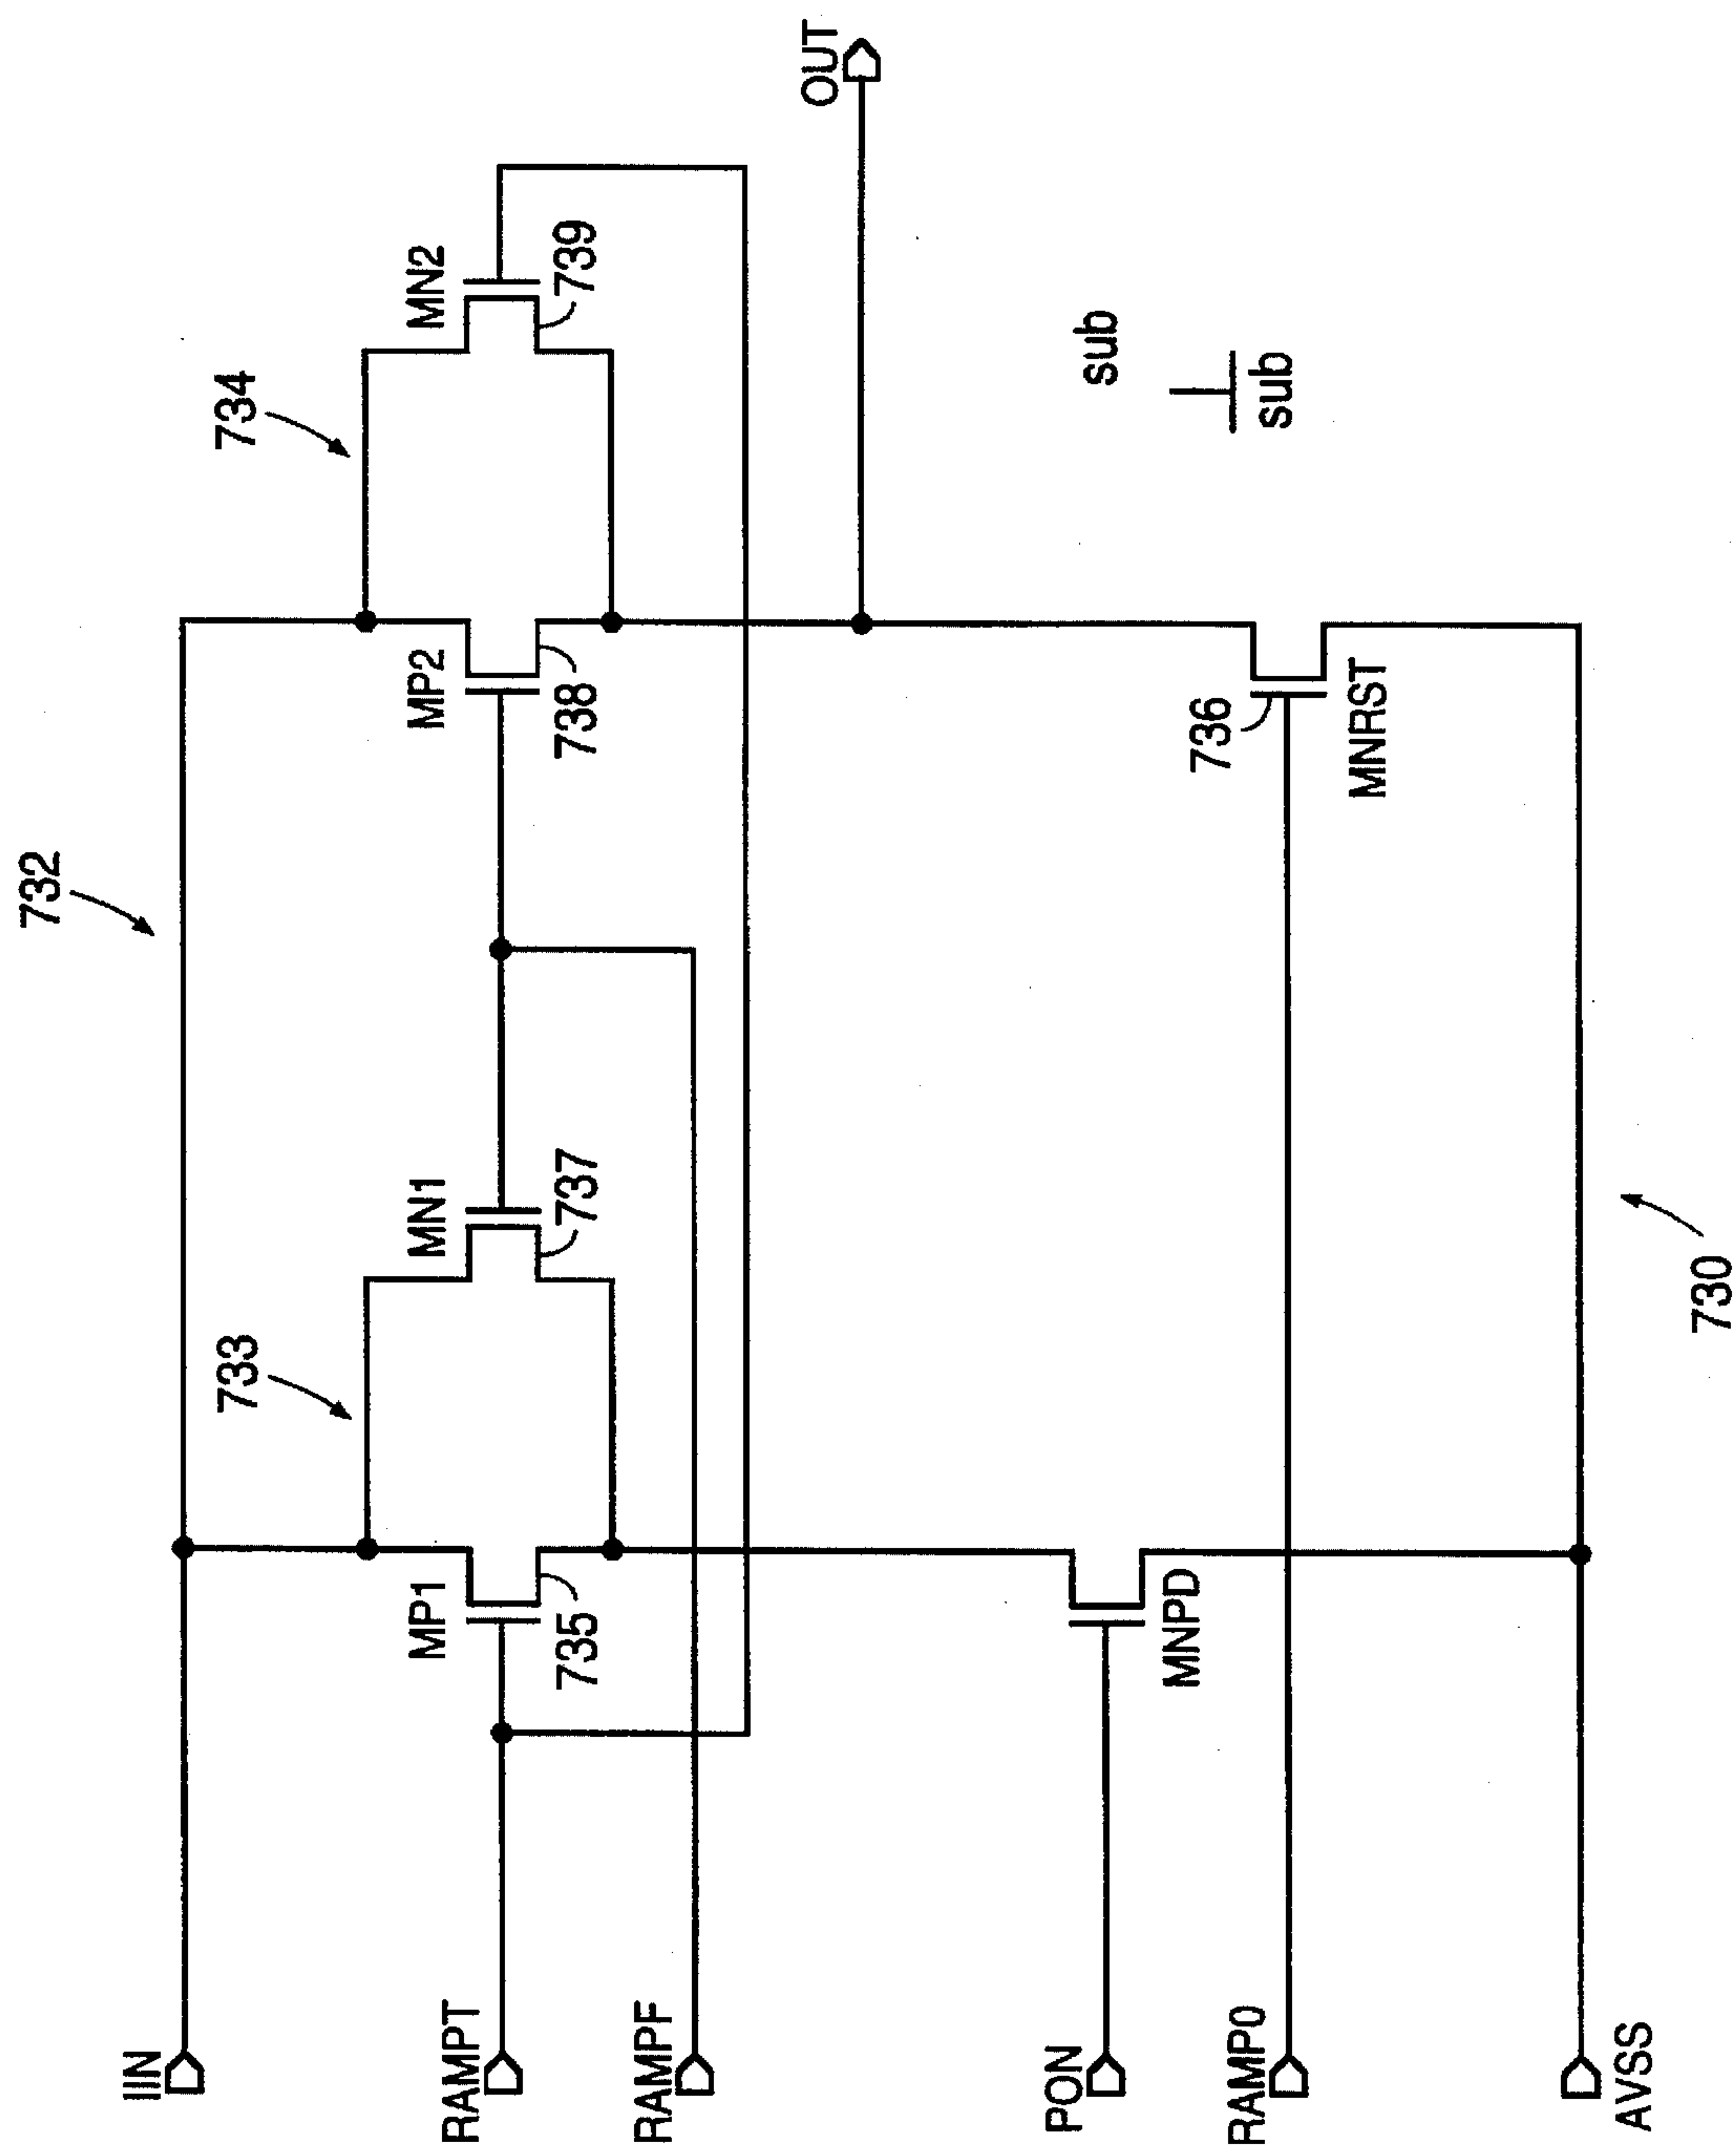 732
IIN
733
734
MP1
MN1
MP2
MN2
735
737
738
739
RAMPT
RAMPF
OUT
PON
MNPD
sub
736
sub
RAMP0
MNRST
AVSS
730